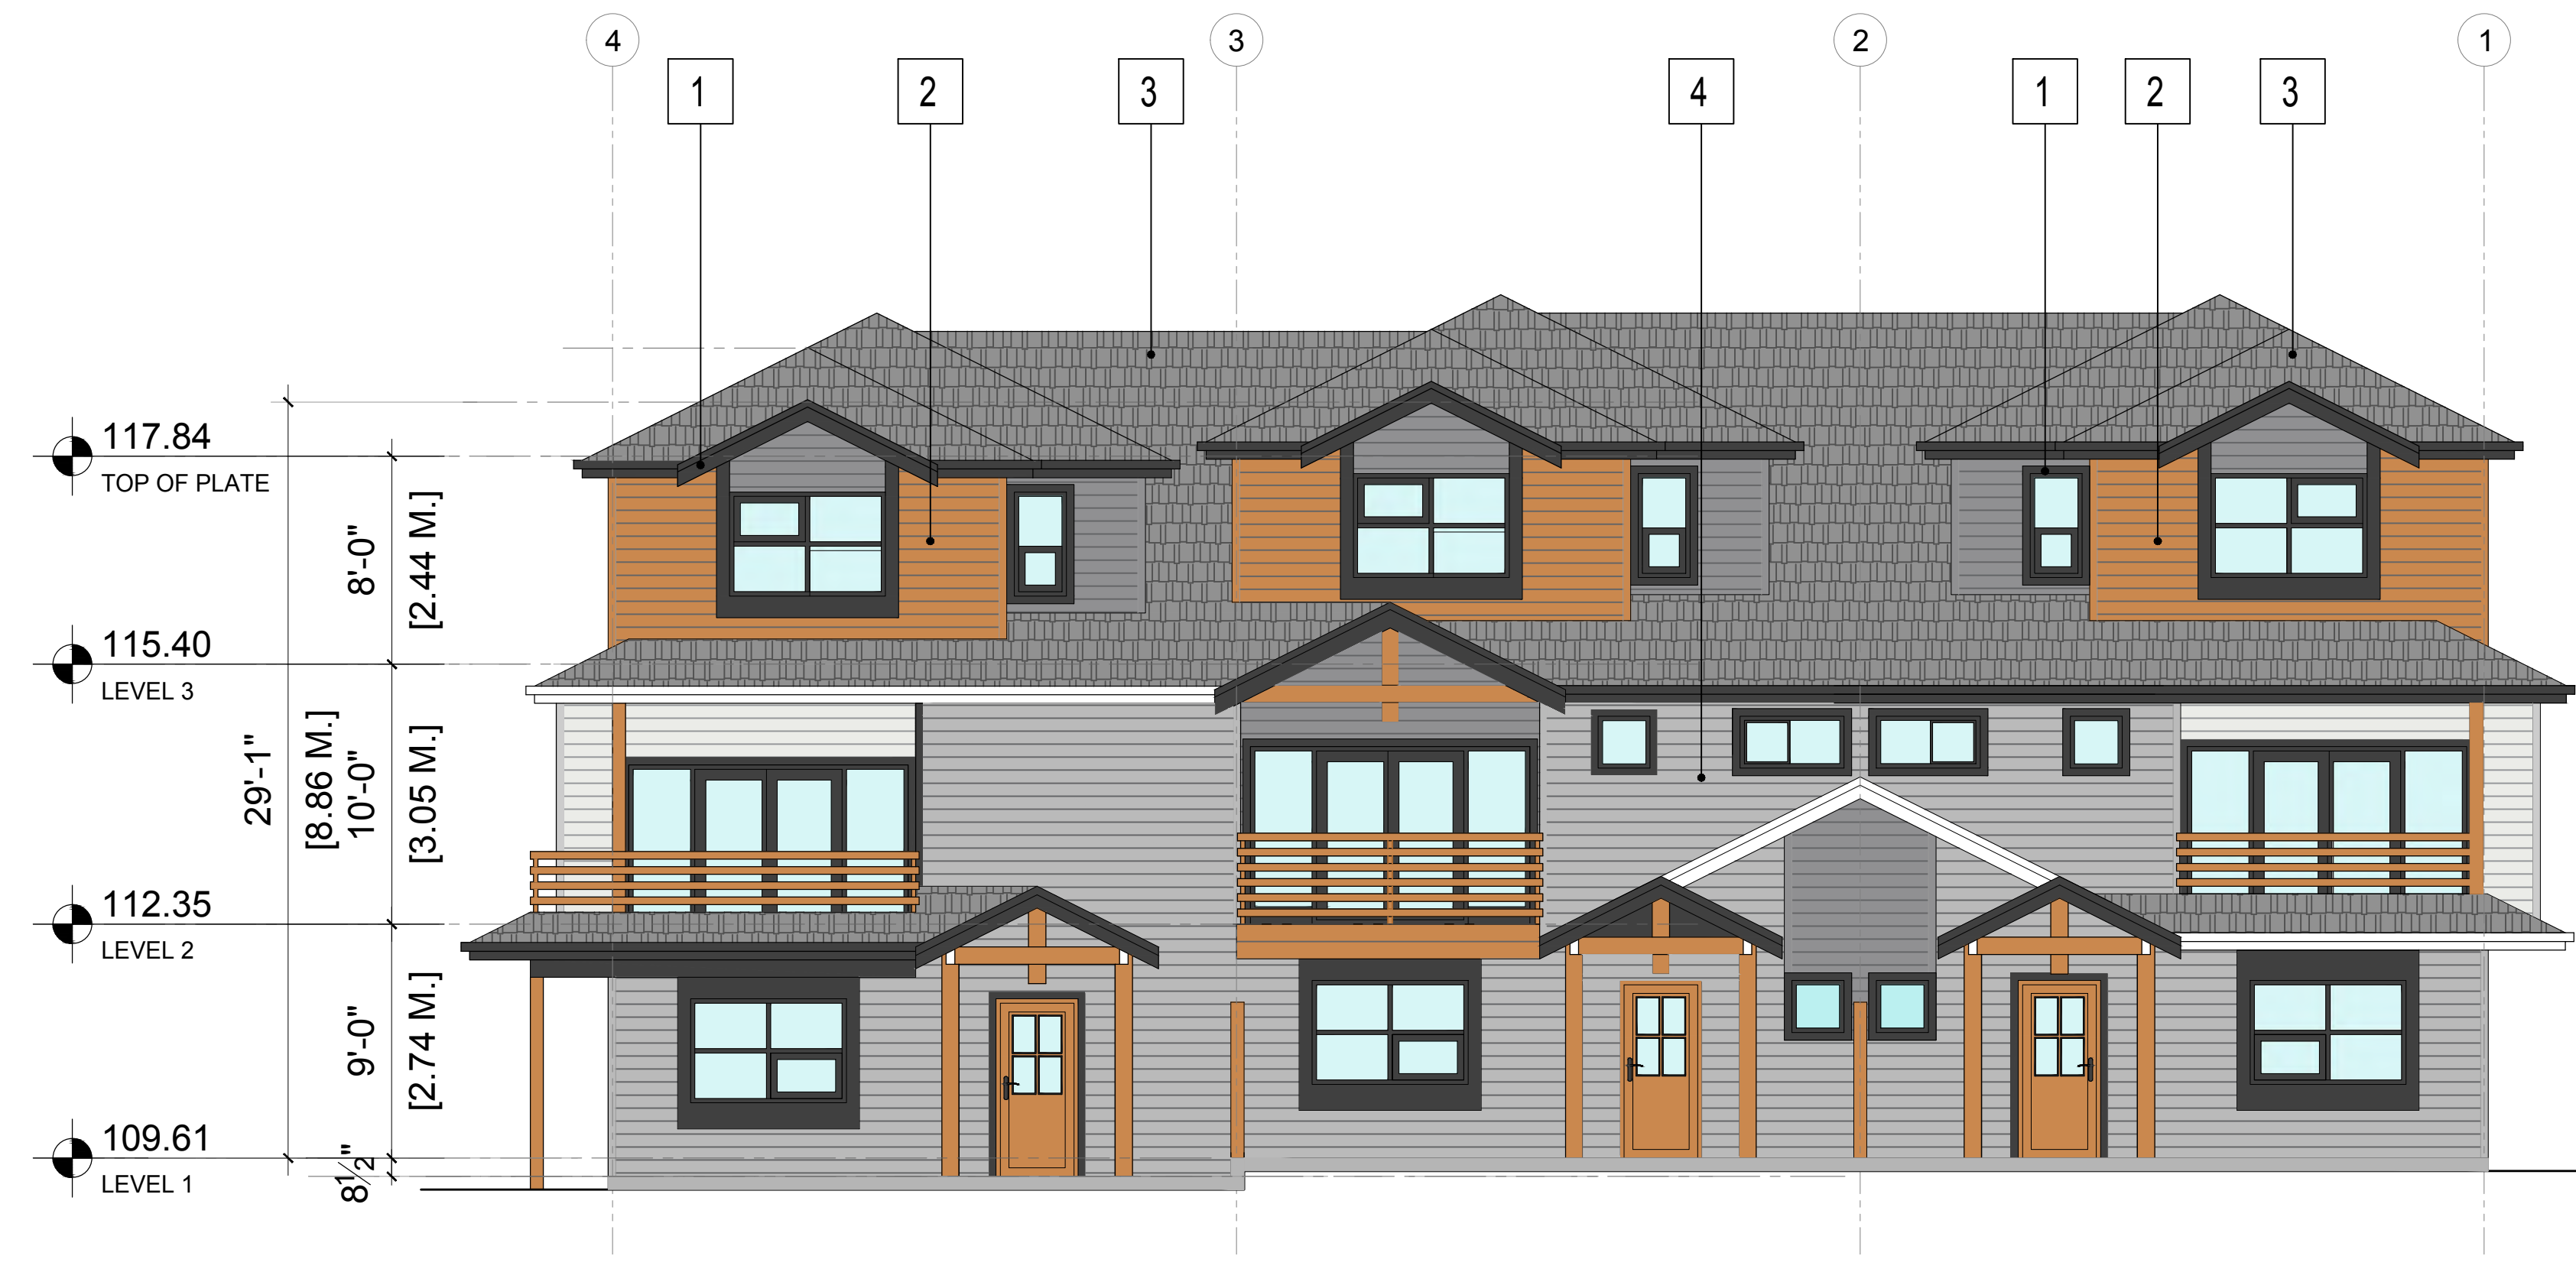 4
3
2
1
1
2
3
4
1
2
3
117.84
TOP OF PLATE
8'-0"
[2.44 M.]
115.40
LEVEL 3
29'-1"
[8.86 M.]
10'-0"
[3.05 M.]
112.35
LEVEL 2
9'-0"
[2.74 M.]
109.61
LEVEL 1
8½"